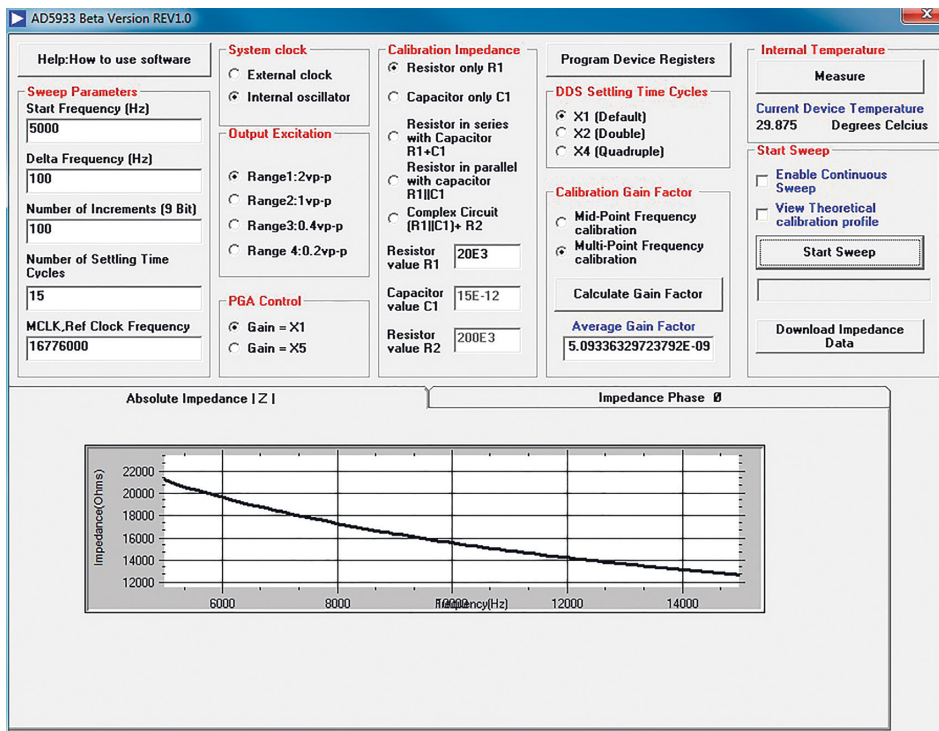 AD5933 Beta Version REV1.0
Help:How to use software
Sweep Parameters
Start Frequency (Hz)
5000
Delta Frequency (Hz)
100
Number of Increments (9 Bit)
100
Number of Settling Time
Cycles
15
MCLK,Ref Clock Frequency
16776000
System clock
External clock
Internal oscillator
Output Excitation
Range1:2vp-p
Range2:1vp-p
Range3:0.4vp-p
Range 4:0.2vp-p
PGA Control
Gain = X1
Gain = X5
Calibration Impedance
Resistor only R1
Capacitor only C1
Resistor in series
with Capacitor
R1+C1
Resistor in parallel
with capacitor
R1||C1
Complex Circuit
(R1||C1)+ R2
Resistor
value R1
20E3
Capacitor
value C1
15E-12
Resistor
value R2
200E3
Program Device Registers
DDS Settling Time Cycles
X1 (Default)
X2 (Double)
X4 (Quadruple)
Calibration Gain Factor
Mid-Point Frequency
calibration
Multi-Point Frequency
calibration
Calculate Gain Factor
Average Gain Factor
5.09336329723792E-09
Internal Temperature
Measure
Current Device Temperature
29.875 Degrees Celcius
Start Sweep
Enable Continuous
Sweep
View Theoretical
calibration profile
Start Sweep
Download Impedance
Data
Absolute Impedance | Z |
Impedance Phase Ø
Impedance(Ohms)
22000
20000
18000
16000
14000
12000
6000
8000
10000
12000
14000
Frequency(Hz)